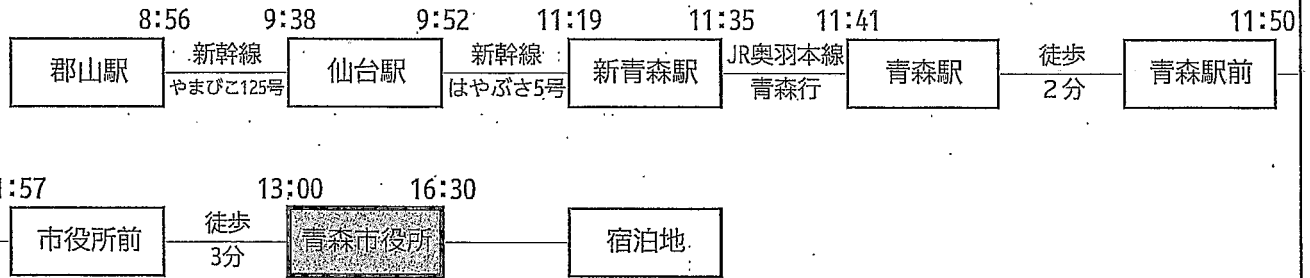 8:56 9:38 9:52 11:19 11:35 11:41 11:50
郡山駅 新幹線 やまびこ125号 仙台駅 新幹線 はやぶさ5号 新青森駅 JR奥羽本線 青森行 青森駅 徒歩 2分 青森駅前
:57 13:00 16:30
市役所前 徒歩 3分 青森市役所 宿泊地